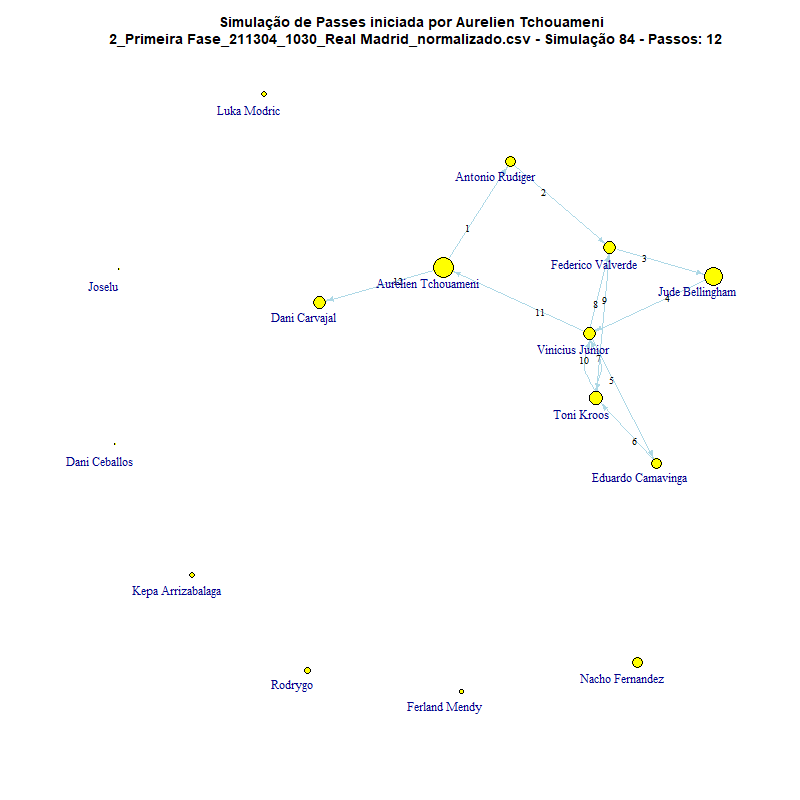 Simulação de Passes iniciada por Aurelien Tchouameni
2_Primeira Fase_211304_1030_Real Madrid_normalizado.csv - Simulação 84 - Passos: 12
Luka Modric
Antonio Rudiger
2
1
Federico Valverde
3
Aurelien Tchouameni
12
Joselu
Jude Bellingham
4
9
8
Dani Carvajal
11
Vinicius Junior
10
7
5
Toni Kroos
6
Dani Ceballos
Eduardo Camavinga
Kepa Arrizabalaga
Nacho Fernandez
Rodrygo
Ferland Mendy